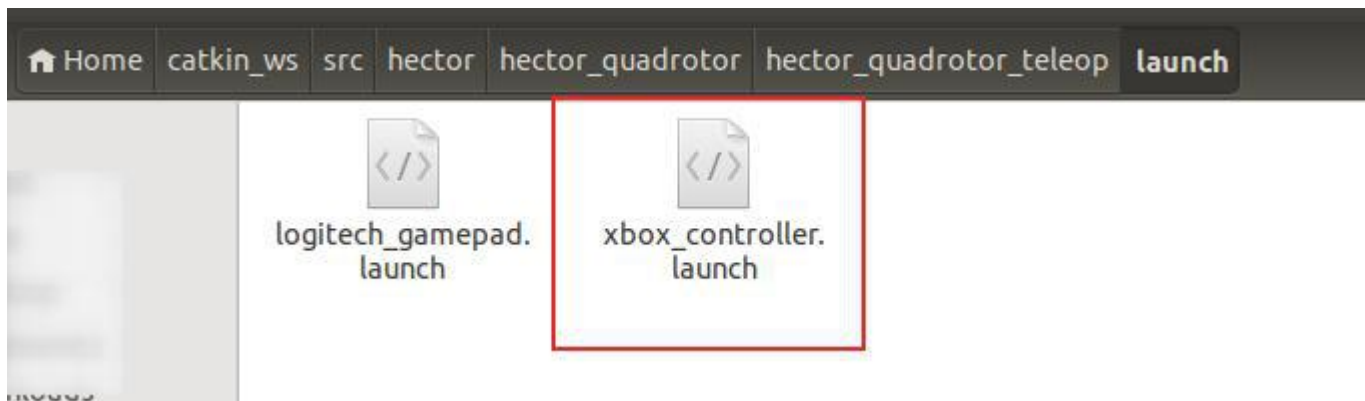 Home catkin_ws src hector hector_quadrotor hector_quadrotor_teleop launch
</>
</>
logitech_gamepad.
launch
xbox_controller.
launch